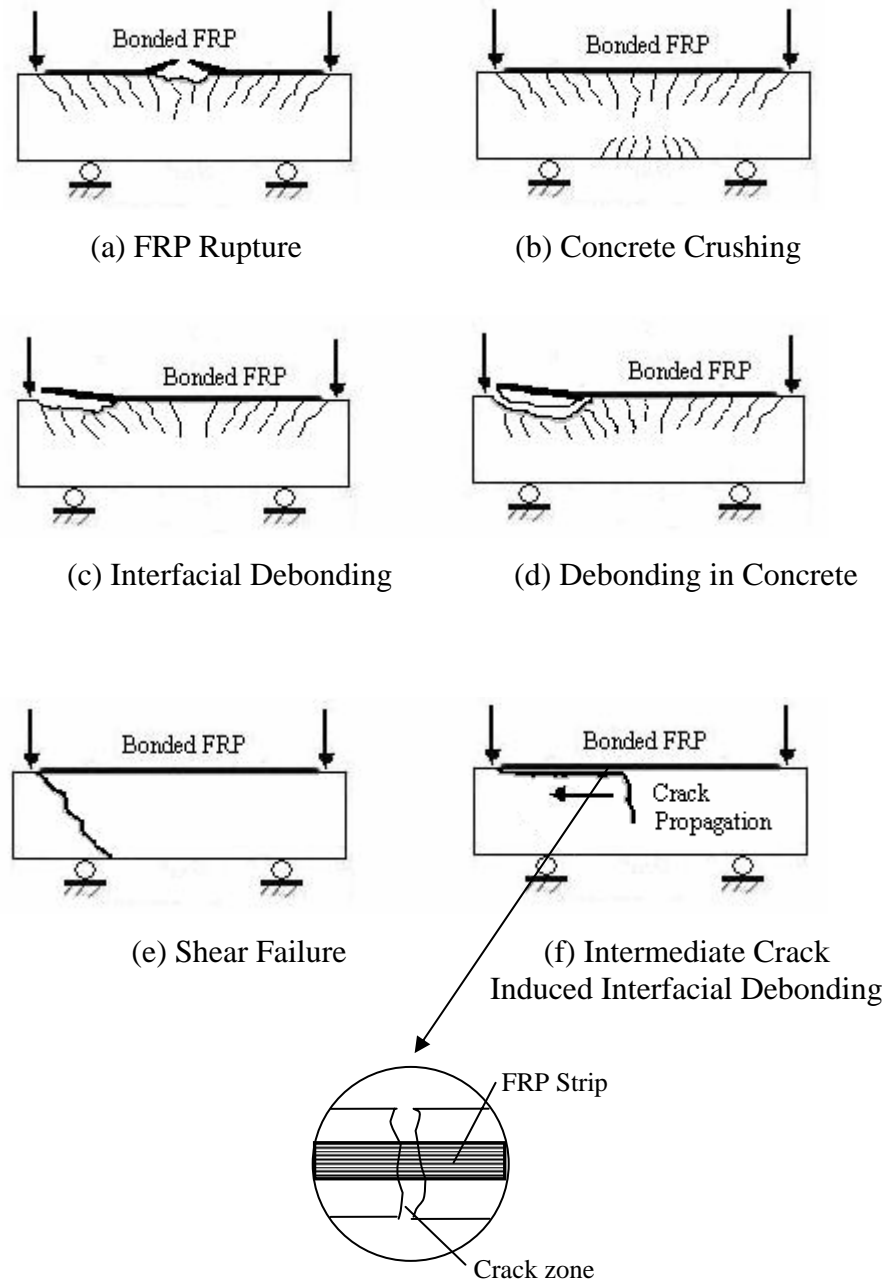 Bonded FRP
Bonded FRP
(a) FRP Rupture
(b) Concrete Crushing
Bonded FRP
Bonded FRP
(c) Interfacial Debonding
(d) Debonding in Concrete
Bonded FRP
Bonded FRP
Crack
Propagation
(e) Shear Failure
(f) Intermediate Crack
Induced Interfacial Debonding
FRP Strip
Crack zone